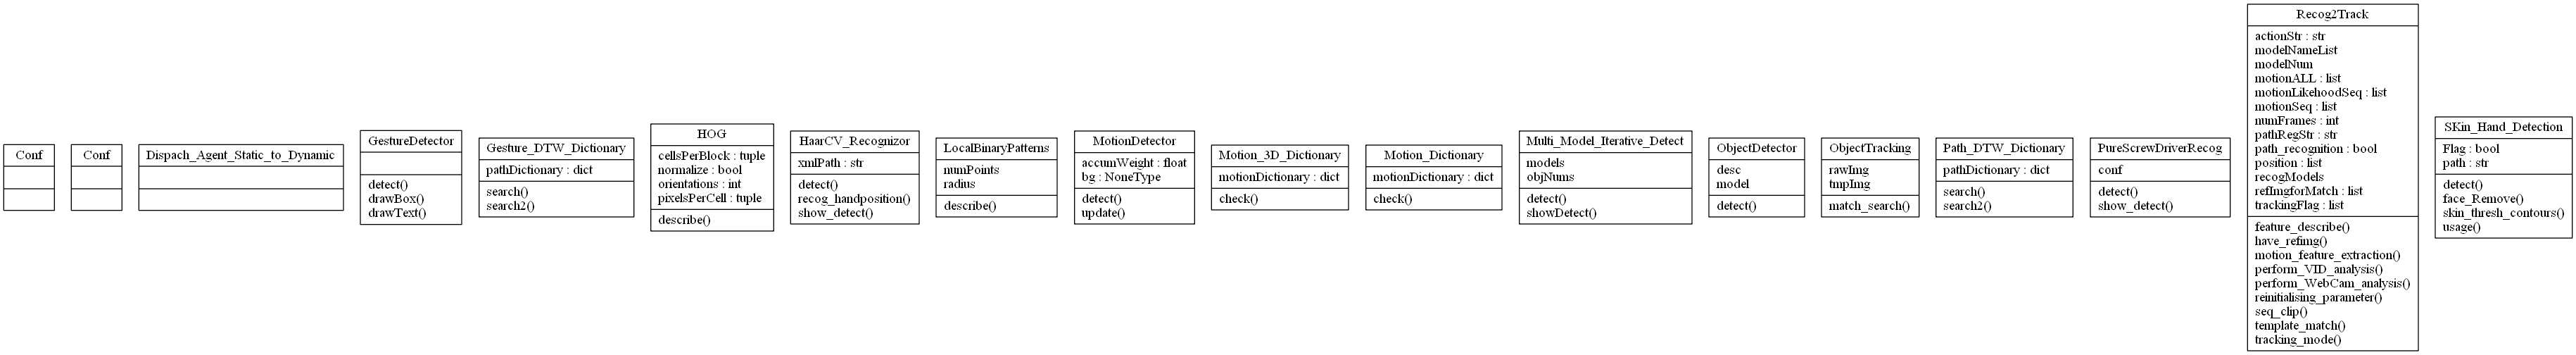 Conf
Conf
Dispach_Agent_Static_to_Dynamic
GestureDetector
detect()
drawBox()
drawText()
Gesture_DTW_Dictionary
pathDictionary : dict
search()
search2()
HOG
cellsPerBlock : tuple
normalize : bool
orientations : int
pixelsPerCell : tuple
describe()
HaarCV_Recognizor
xmlPath : str
detect()
recog_handposition()
show_detect()
LocalBinaryPatterns
numPoints
radius
describe()
MotionDetector
accumWeight : float
bg : NoneType
detect()
update()
Motion_3D_Dictionary
motionDictionary : dict
check()
Motion_Dictionary
motionDictionary : dict
check()
Multi_Model_Iterative_Detect
models
objNums
detect()
showDetect()
ObjectDetector
desc
model
detect()
ObjectTracking
rawImg
tmpImg
match_search()
Path_DTW_Dictionary
pathDictionary : dict
search()
search2()
PureScrewDriverRecog
conf
detect()
show_detect()
Recog2Track
actionStr : str
modelNameList
modelNum
motionALL : list
motionLikehoodSeq : list
motionSeq : list
numFrames : int
pathRegStr : str
path_recognition : bool
position : list
recogModels
refImgforMatch : list
trackingFlag : list
feature_describe()
have_refimg()
motion_feature_extraction()
perform_VID_analysis()
perform_WebCam_analysis()
reinitialising_parameter()
seq_clip()
template_match()
tracking_mode()
SKin_Hand_Detection
Flag : bool
path : str
detect()
face_Remove()
skin_thresh_contours()
usage()